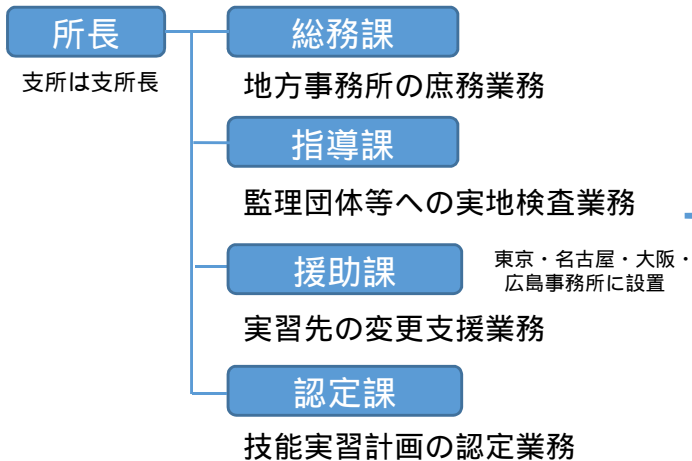 所長
支所は支所長
総務課
地方事務所の庶務業務
指導課
監理団体等への実地検査業務
援助課
東京・名古屋・大阪・
広島事務所に設置
実習先の変更支援業務
認定課
技能実習計画の認定業務